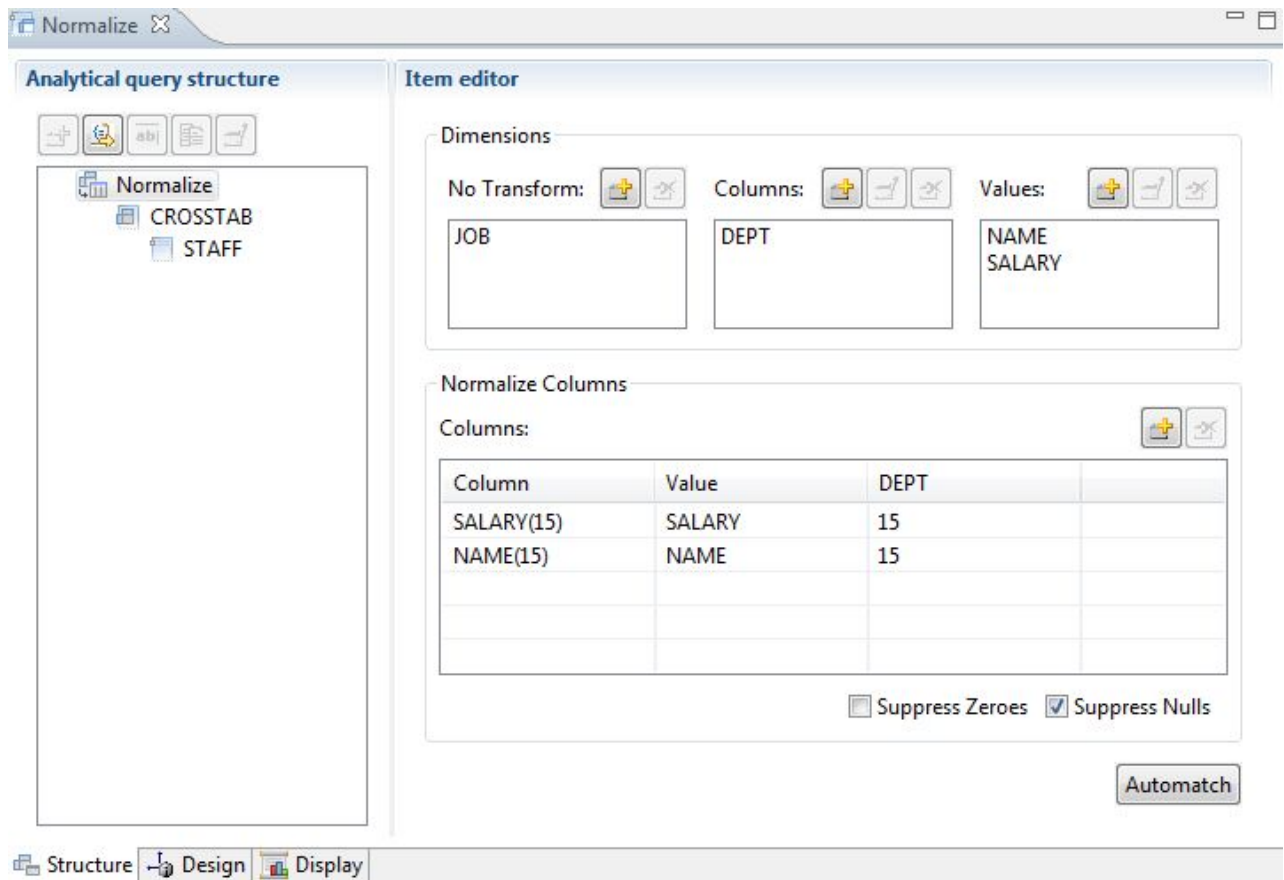 Normalize
Analytical query structure
Item editor
ab|
Normalize
CROSSTAB
STAFF
Dimensions
No Transform:
Columns:
Values:
JOB
DEPT
NAME
SALARY
Normalize Columns
Columns:
Column Value DEPT
SALARY(15) SALARY 15
NAME(15) NAME 15
Suppress Zeroes Suppress Nulls
Automatch
Structure Design Display